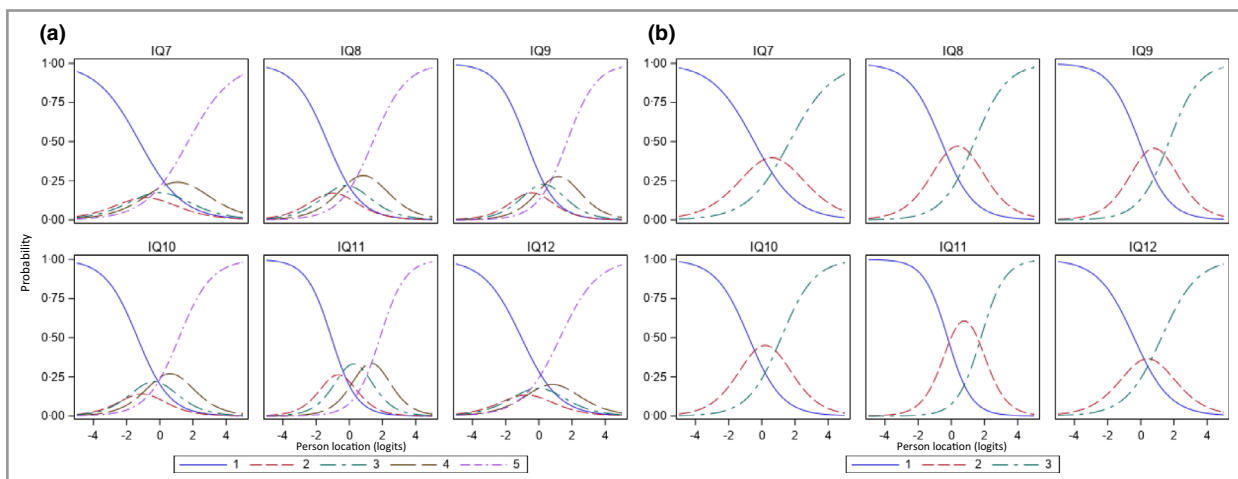 (a) (b)
IQ7 IQ8 IQ9 IQ7 IQ8 IQ9
1·00 1·00
0·75 0·75
0·50 0·50
0·25 0·25
0·00 0·00
Probability
IQ10 IQ11 IQ12 IQ10 IQ11 IQ12
1·00 1·00
0·75 0·75
0·50 0·50
0·25 0·25
0·00 0·00
-4 -2 0 2 4 -4 -2 0 2 4 -4 -2 0 2 4 -4 -2 0 2 4 -4 -2 0 2 4 -4 -2 0 2 4
Person location (logits) Person location (logits)
1 2 3 4 5 1 2 3